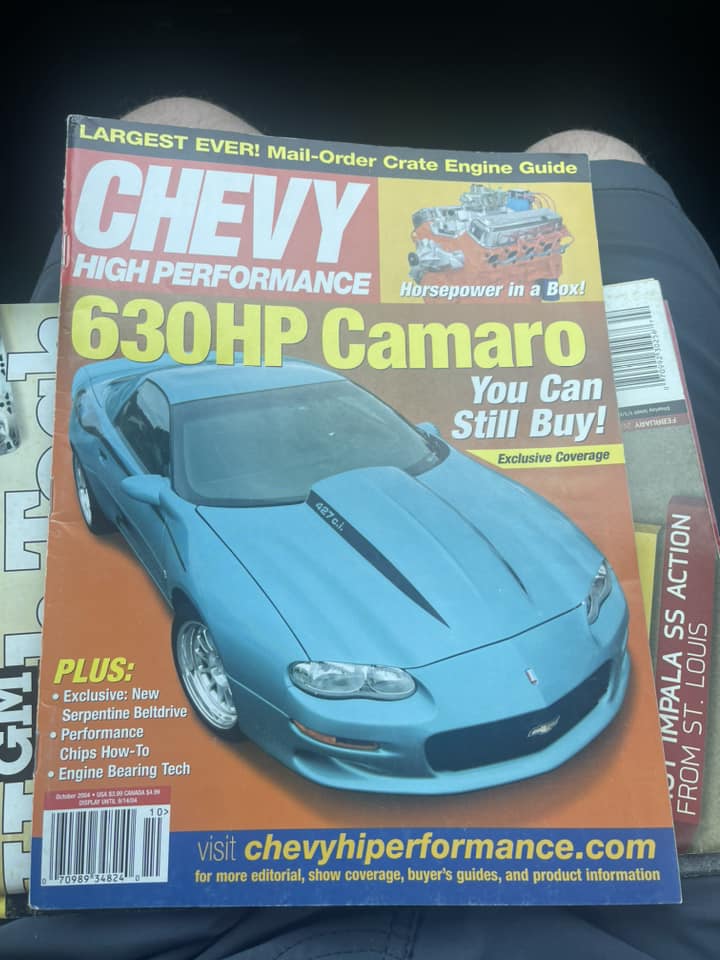 LARGEST EVER! Mail-Order Crate Engine Guide
CHEVY
HIGH PERFORMANCE
Horsepower in a Box!
630HP Camaro
You Can
Still Buy!
Exclusive Coverage
427 c.i.
PLUS:
• Exclusive: New
Serpentine Beltdrive
• Performance
Chips How-To
• Engine Bearing Tech
October 2004 • USA $3.99 CANADA $4.99
DISPLAY UNTIL 9/14/04
10>
0 70989 34824 0
visit chevyhiperformance.com
for more editorial, show coverage, buyer's guides, and product information
GM
FEBRUARY
IMPALA SS ACTION
FROM ST. LOUIS